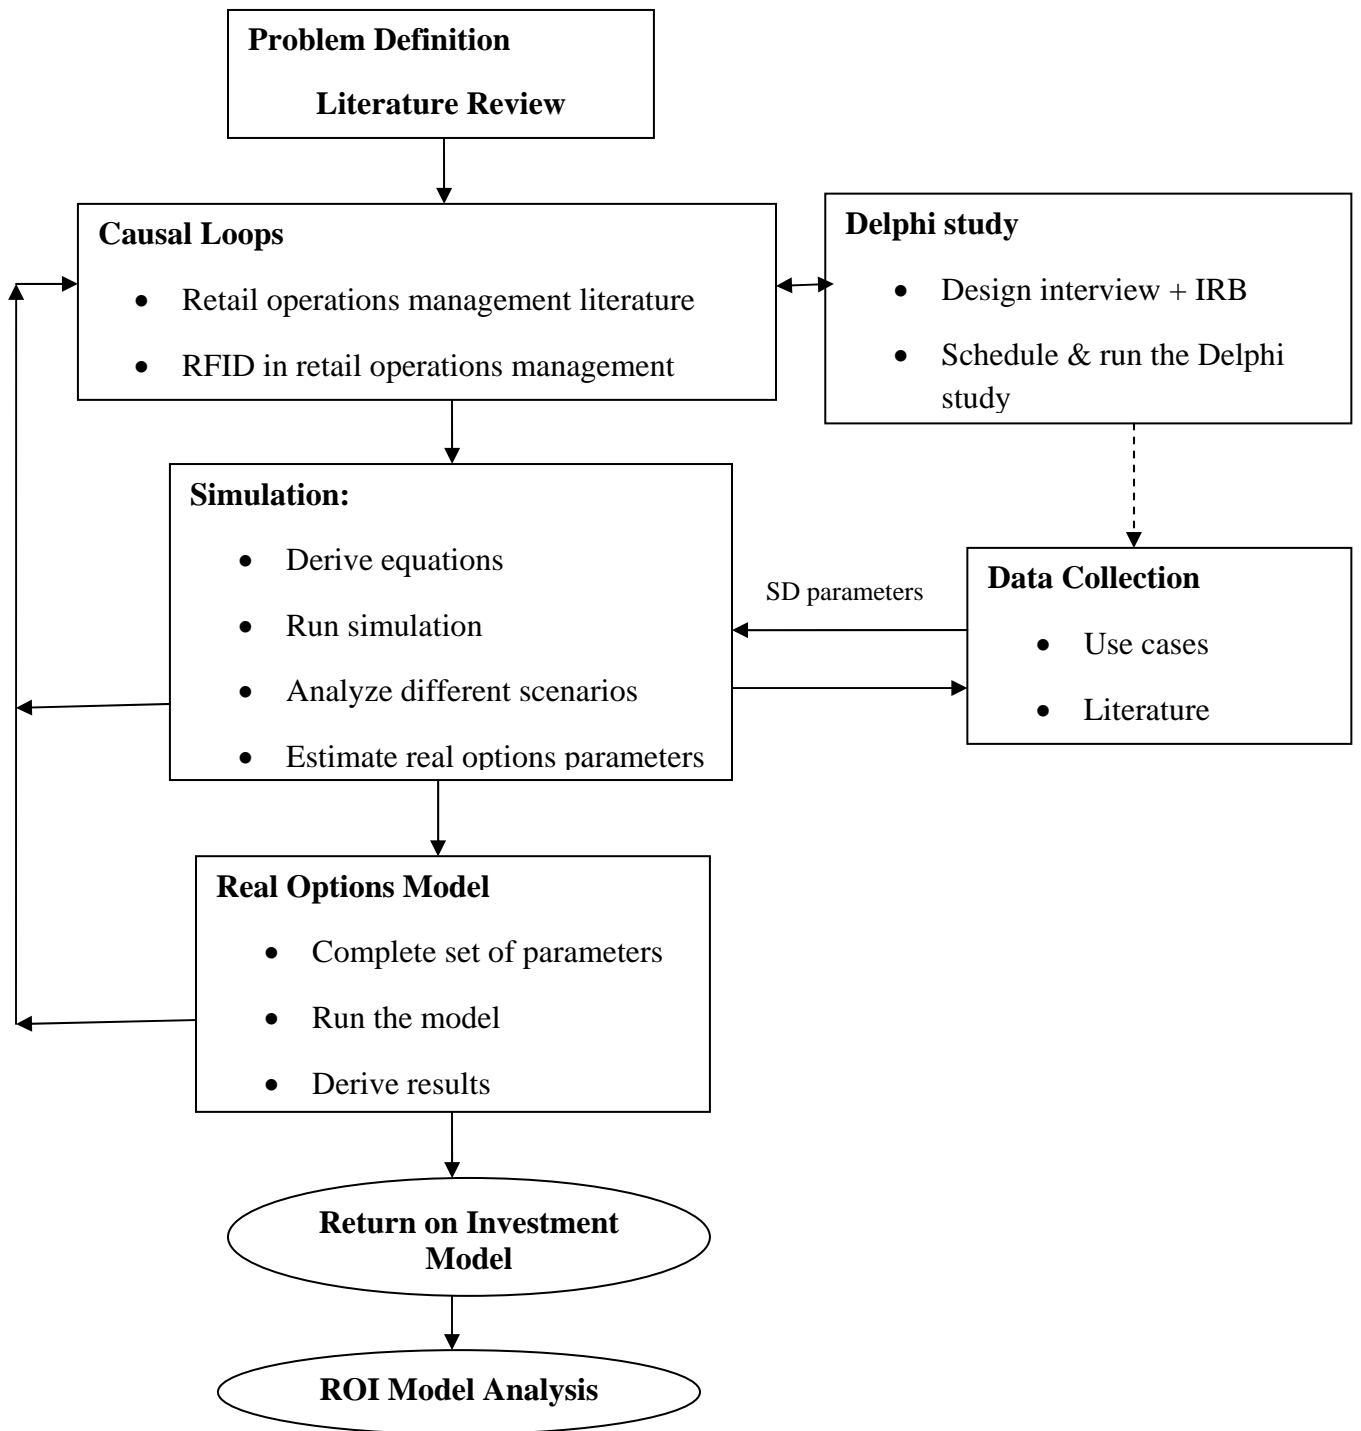 Problem Definition
Literature Review
Causal Loops
• Retail operations management literature
• RFID in retail operations management
Delphi study
• Design interview + IRB
• Schedule & run the Delphi
study
Simulation:
• Derive equations
• Run simulation
• Analyze different scenarios
• Estimate real options parameters
SD parameters
Data Collection
• Use cases
• Literature
Real Options Model
• Complete set of parameters
• Run the model
• Derive results
Return on Investment
Model
ROI Model Analysis